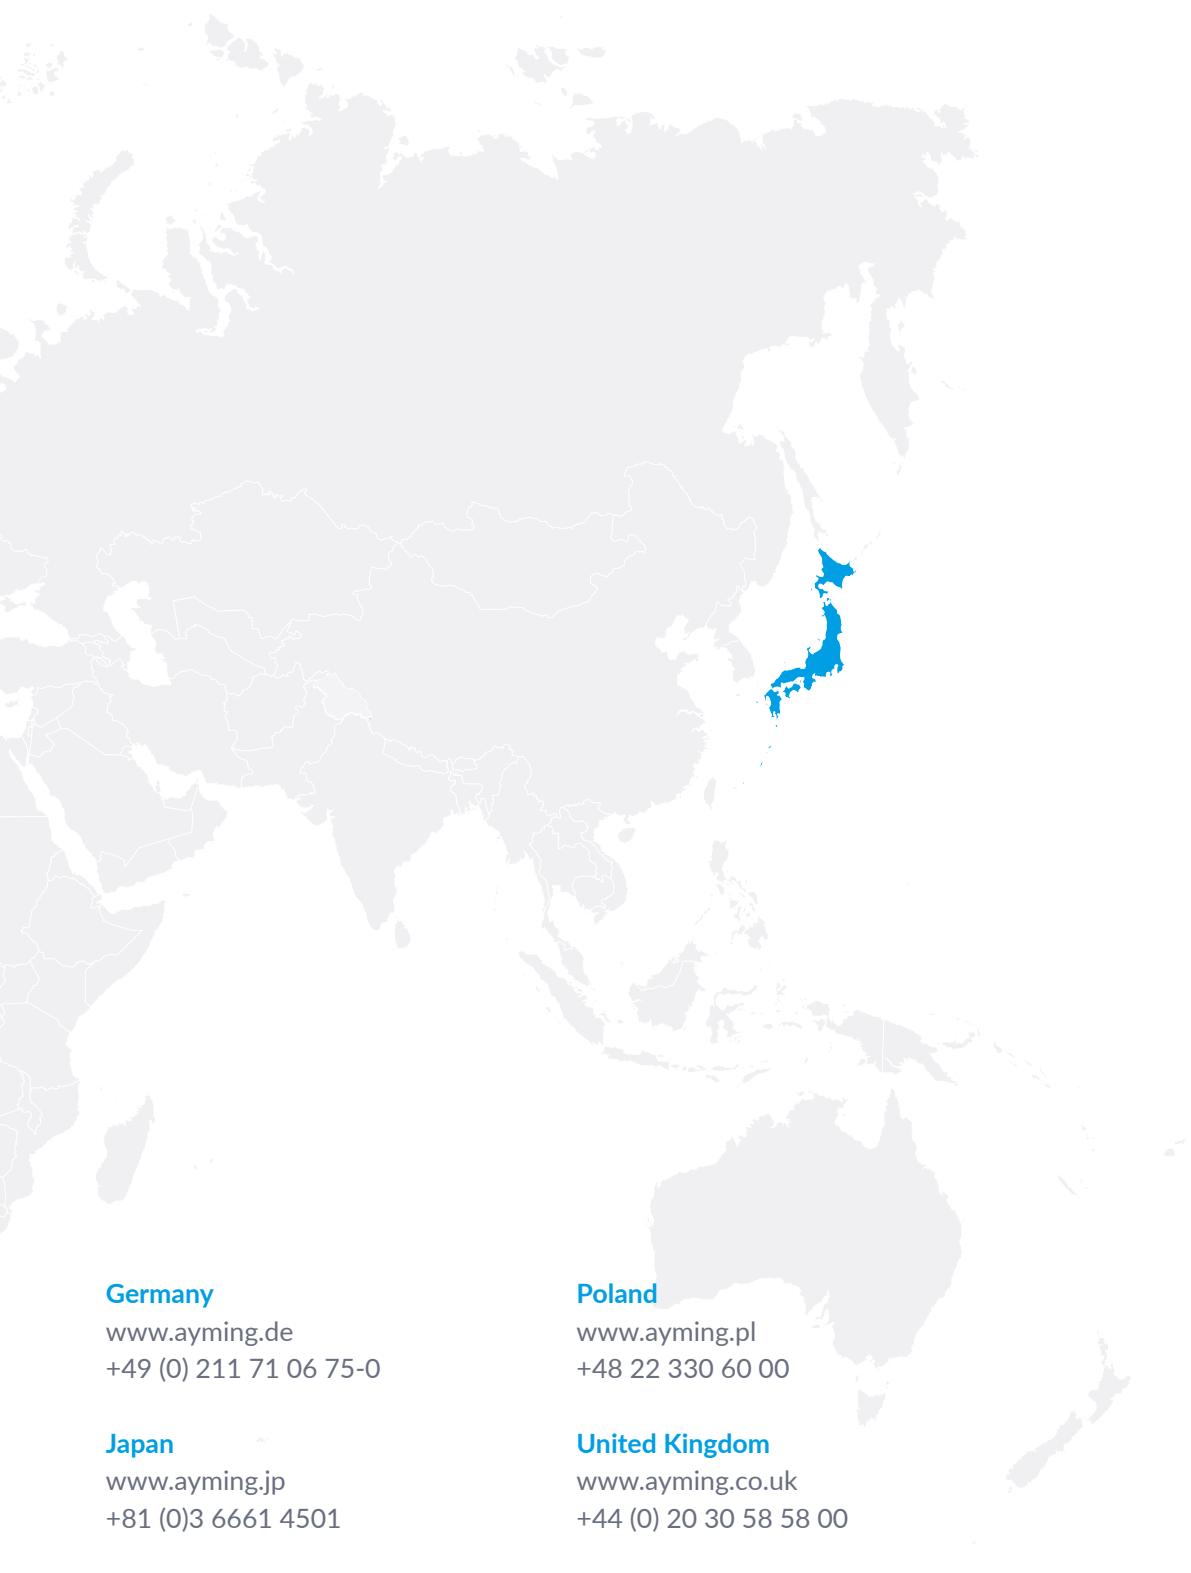 Germany
www.ayming.de
+49 (0) 211 71 06 75-0
Japan
www.ayming.jp
+81 (0)3 6661 4501
Poland
www.ayming.pl
+48 22 330 60 00
United Kingdom
www.ayming.co.uk
+44 (0) 20 30 58 58 00